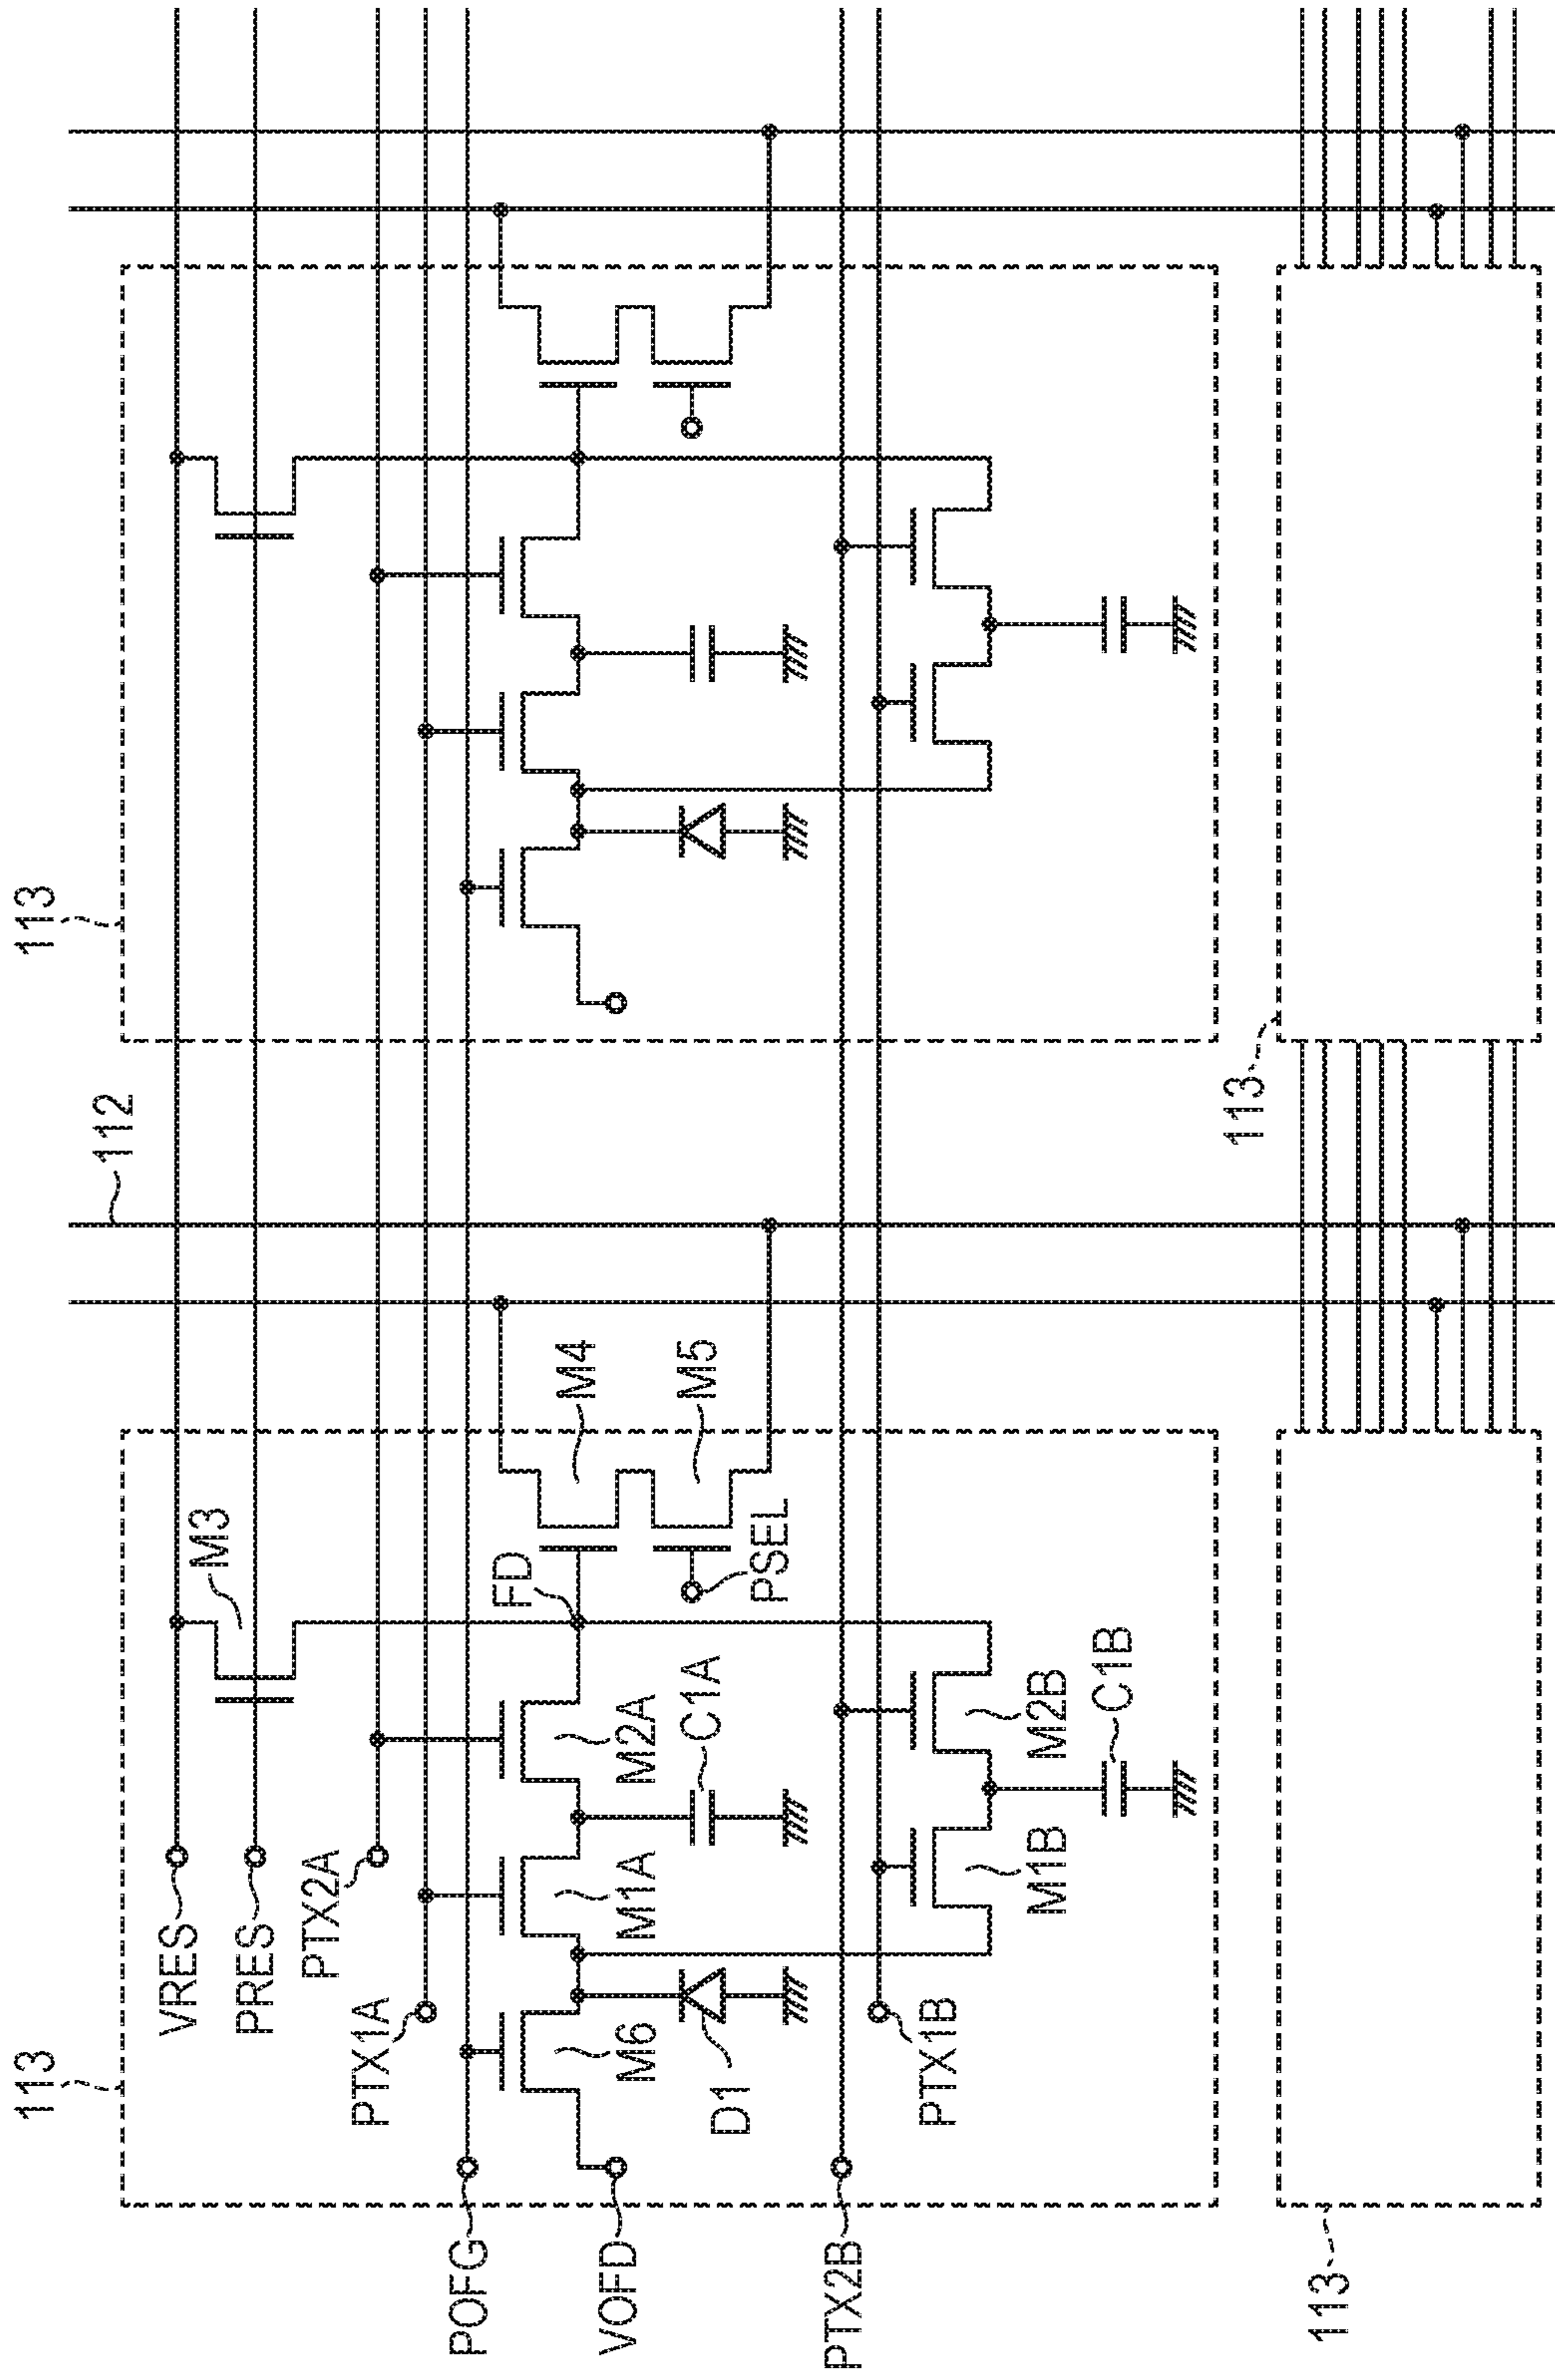 113
113
112
VRES
M3
PRES
PTX2A
PTX1A
POFG
FD
M4
M2A
M1A
M6
VOFD
C1A
M5
D1
PSEL
PTX2B
PTX1B
M1B
M2B
C1B
113
113